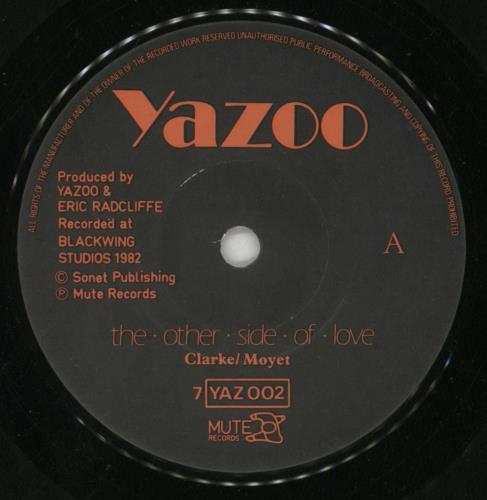 ALL RIGHTS OF THE MANUFACTURER AND OF THE OWNER OF THE RECORDED WORK RESERVED UNAUTHORISED PUBLIC PERFORMANCE BROADCASTING AND COPYING OF THIS RECORD PROHIBITED
Yazoo
Produced by
YAZOO &
ERIC RADCLIFFE
Recorded at
BLACKWING
STUDIOS 1982
© Sonet Publishing
℗ Mute Records
A
the · other · side · of · love
Clarke/Moyet
7 YAZ 002
MUTE
RECORDS